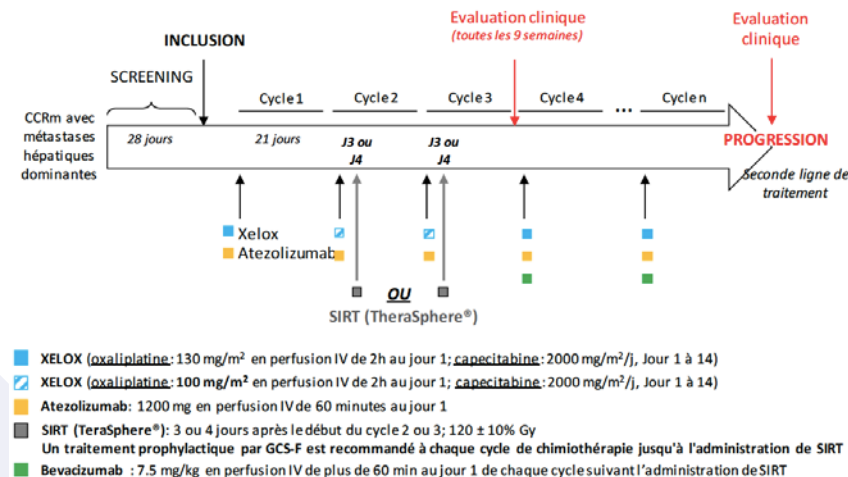 Evaluation clinique
(toutes les 9 semaines)
Evaluation
clinique
INCLUSION
SCREENING
Cycle 1
Cycle 2
Cycle 3
Cycle 4
...
Cycle n
CCRm avec
métastases
hépatiques
dominantes
28 jours
21 jours
J3 ou
J4
J3 ou
J4
PROGRESSION
Seconde ligne de
traitement
Xelox
Atezolizumab
OU
SIRT (TheraSphere®)
XELOX (oxaliplatine: 130 mg/m² en perfusion IV de 2h au jour 1; capecitabine: 2000 mg/m²/j, Jour 1 à 14)
XELOX (oxaliplatine: 100 mg/m² en perfusion IV de 2h au jour 1; capecitabine: 2000 mg/m²/j, Jour 1 à 14)
Atezolizumab: 1200 mg en perfusion IV de 60 minutes au jour 1
SIRT (TeraSphere®): 3 ou 4 jours après le début du cycle 2 ou 3; 120 ± 10% Gy
Un traitement prophylactique par GCS-F est recommandé à chaque cycle de chimiothérapie jusqu'à l'administration de SIRT
Bevacizumab : 7.5 mg/kg en perfusion IV de plus de 60 min au jour 1 de chaque cycle suivant l'administration de SIRT